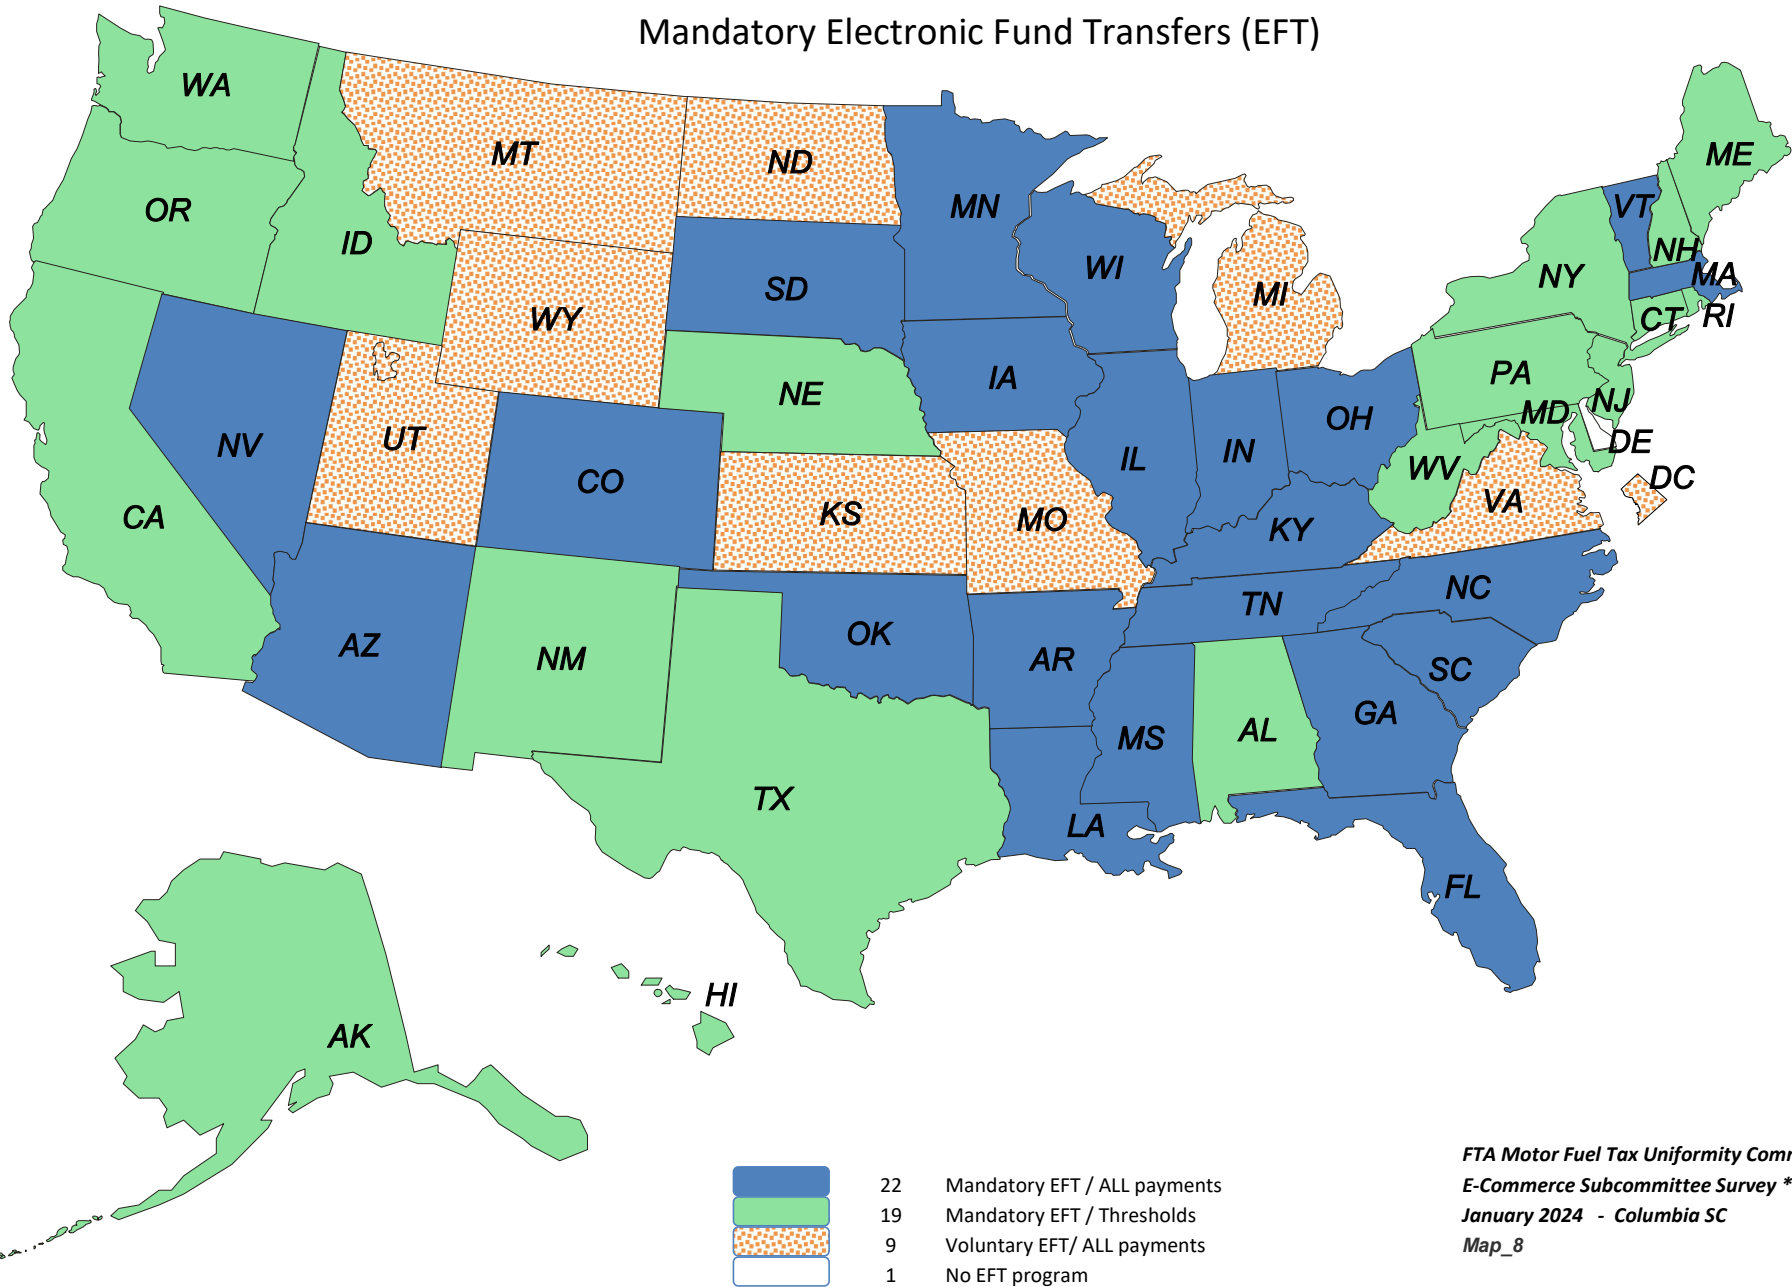 Mandatory Electronic Fund Transfers (EFT)
WA
MT
ND
MN
ME
OR
ID
VT
NH
WI
NY
MA
SD
MI
WY
CT
RI
IA
PA
NE
NJ
MD
OH
UT
NV
DE
IL
IN
WV
DC
CO
VA
CA
KS
MO
KY
NC
TN
AZ
OK
NM
AR
SC
GA
MS
AL
TX
LA
FL
HI
AK
22 Mandatory EFT / ALL payments
19 Mandatory EFT / Thresholds
9 Voluntary EFT/ ALL payments
1 No EFT program
FTA Motor Fuel Tax Uniformity Comm
E-Commerce Subcommittee Survey *
January 2024 - Columbia SC
Map_8